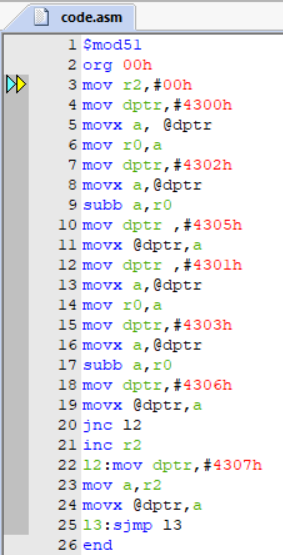 code.asm
1 $mod51
2 org 00h
3 mov r2,#00h
4 mov dptr,#4300h
5 movx a, @dptr
6 mov r0,a
7 mov dptr,#4302h
8 movx a,@dptr
9 subb a,r0
10 mov dptr ,#4305h
11 movx @dptr,a
12 mov dptr ,#4301h
13 movx a,@dptr
14 mov r0,a
15 mov dptr,#4303h
16 movx a,@dptr
17 subb a,r0
18 mov dptr,#4306h
19 movx @dptr,a
20 jnc l2
21 inc r2
22 l2:mov dptr,#4307h
23 mov a,r2
24 movx @dptr,a
25 l3:sjmp l3
26 end